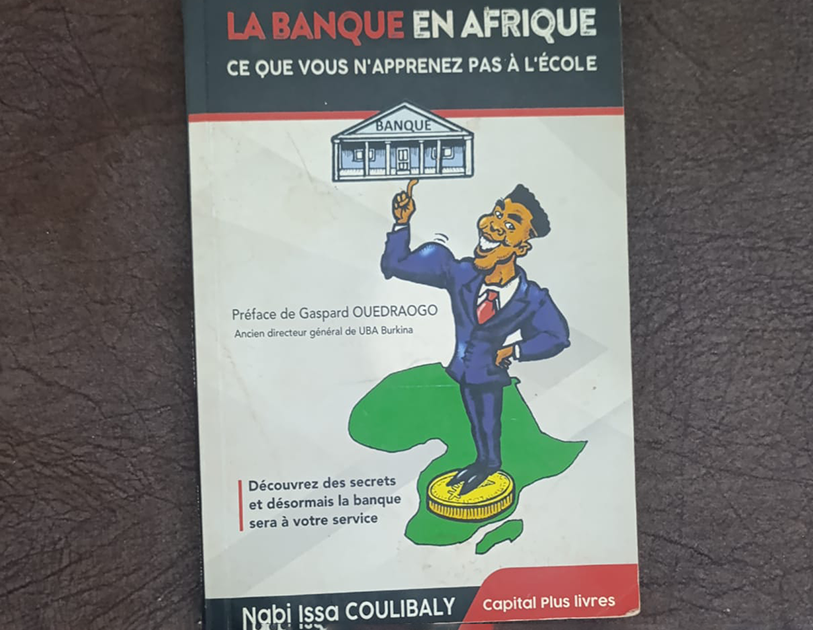 LA BANQUE EN AFRIQUE
CE QUE VOUS N'APPRENEZ PAS À L'ÉCOLE
BANQUE
Préface de Gaspard OUEDRAOGO
Ancien directeur général de UBA Burkina
Découvrez des secrets
et désormais la banque
sera à votre service
Nabi Issa COULIBALY
Capital Plus livres